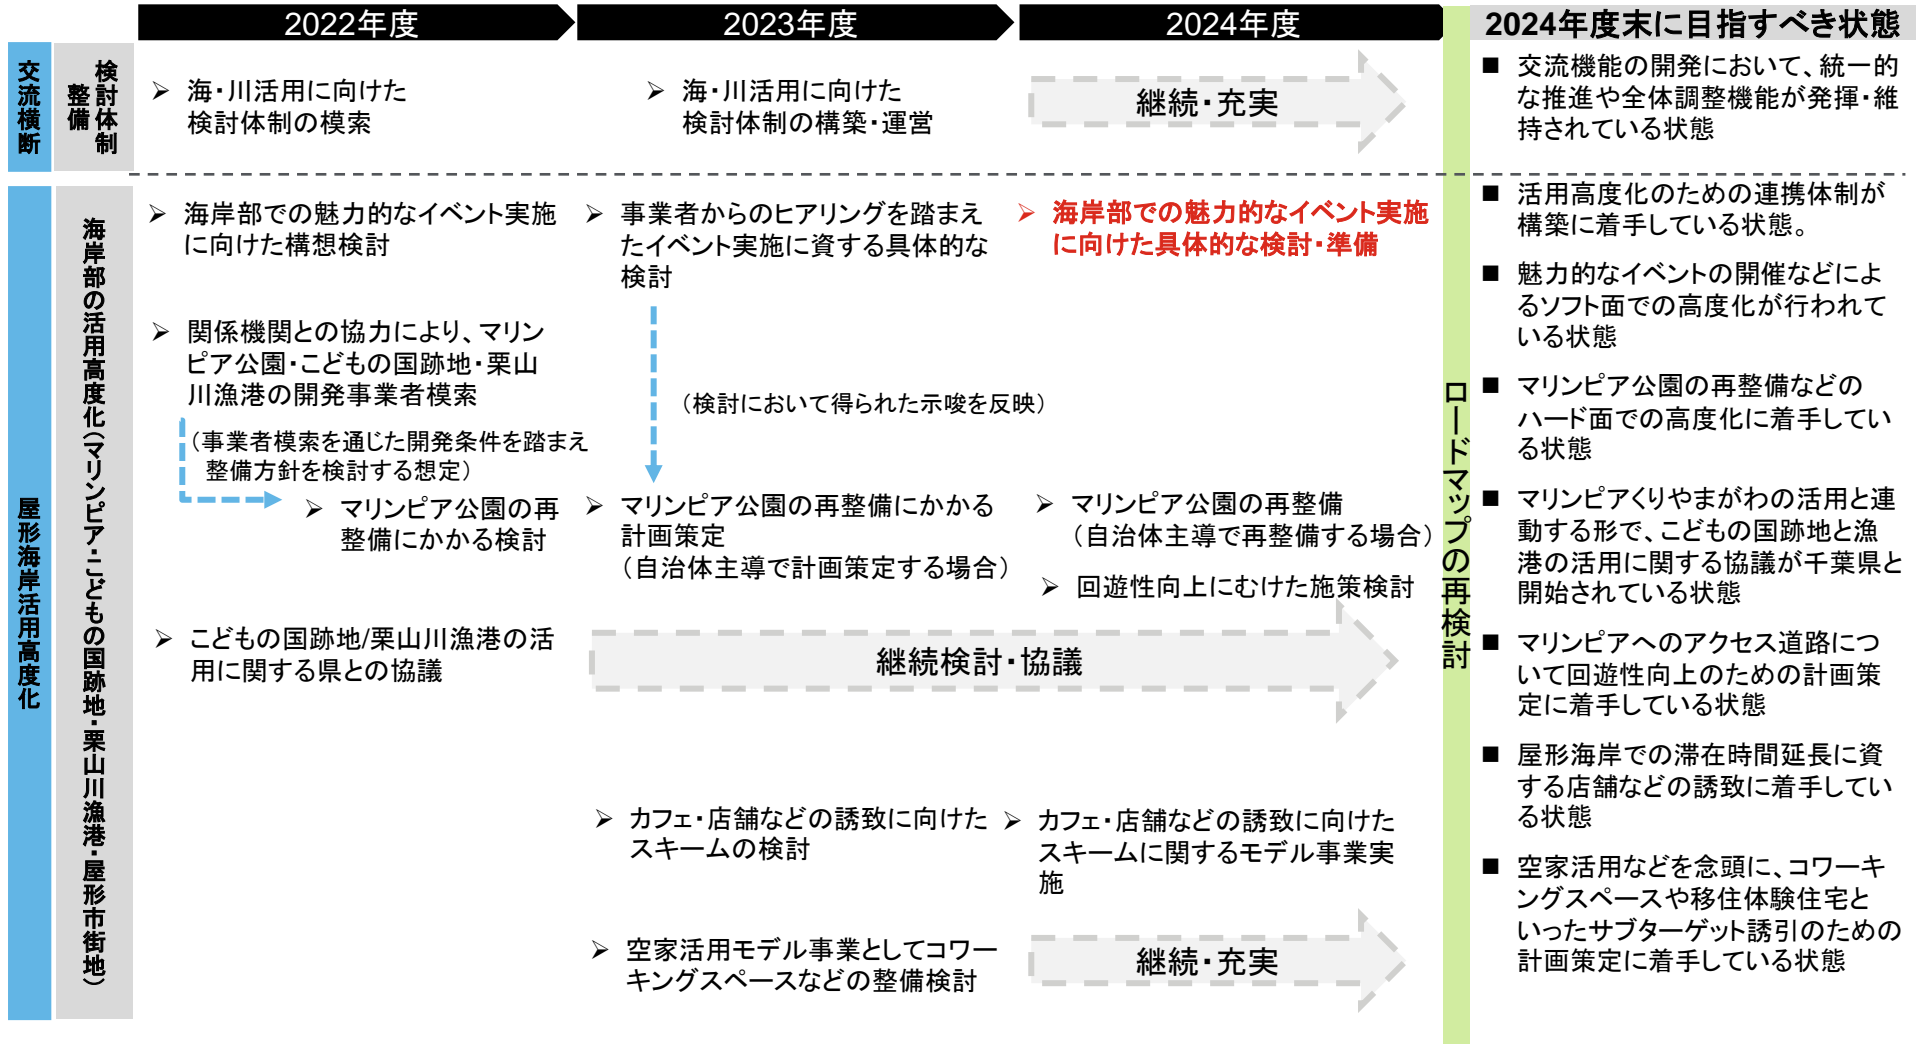 2022年度
2023年度
2024年度
2024年度末に目指すべき状態
交流横断
検討体制
整備
➢ 海・川活用に向けた
検討体制の模索
➢ 海・川活用に向けた
検討体制の構築・運営
継続・充実
■ 交流機能の開発において、統一的
な推進や全体調整機能が発揮・維
持されている状態
屋形海岸活用高度化
海岸部の活用高度化（マリンピア・こどもの国跡地・栗山川漁港・屋形市街地）
➢ 海岸部での魅力的なイベント実施
に向けた構想検討
➢ 関係機関との協力により、マリン
ピア公園・こどもの国跡地・栗山
川漁港の開発事業者模索
（事業者模索を通じた開発条件を踏まえ
整備方針を検討する想定）
➢ マリンピア公園の再
整備にかかる検討
➢ こどもの国跡地/栗山川漁港の活
用に関する県との協議
➢ 事業者からのヒアリングを踏まえ
たイベント実施に資する具体的な
検討
（検討において得られた示唆を反映）
➢ マリンピア公園の再整備にかかる
計画策定
（自治体主導で計画策定する場合）
継続検討・協議
➢ カフェ・店舗などの誘致に向けた
スキームの検討
➢ 空家活用モデル事業としてコワー
キングスペースなどの整備検討
➢ 海岸部での魅力的なイベント実施
に向けた具体的な検討・準備
➢ マリンピア公園の再整備
（自治体主導で再整備する場合）
➢ 回遊性向上にむけた施策検討
➢ カフェ・店舗などの誘致に向けた
スキームに関するモデル事業実
施
継続・充実
ロードマップの再検討
■ 活用高度化のための連携体制が
構築に着手している状態。
■ 魅力的なイベントの開催などによ
るソフト面での高度化が行われて
いる状態
■ マリンピア公園の再整備などの
ハード面での高度化に着手してい
る状態
■ マリンピアくりやまがわの活用と連
動する形で、こどもの国跡地と漁
港の活用に関する協議が千葉県と
開始されている状態
■ マリンピアへのアクセス道路につ
いて回遊性向上のための計画策
定に着手している状態
■ 屋形海岸での滞在時間延長に資
する店舗などの誘致に着手してい
る状態
■ 空家活用などを念頭に、コワーキ
ングスペースや移住体験住宅と
いったサブターゲット誘引のための
計画策定に着手している状態